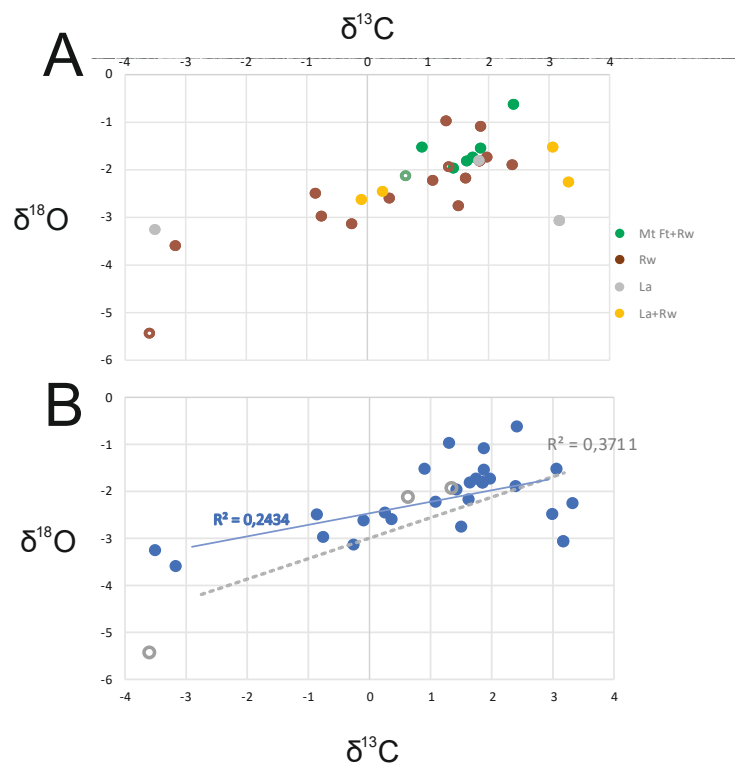 δ¹³C
A
-4 -3 -2 -1 0 1 2 3 4
0
-1
-2
δ¹⁸O
-3
-4
-5
-6
Mt Ft+Rw
Rw
La
La+Rw
B
0
-1
R² = 0,3711
-2
R² = 0,2434
δ¹⁸O
-3
-4
-5
-6
-4 -3 -2 -1 0 1 2 3 4
δ¹³C